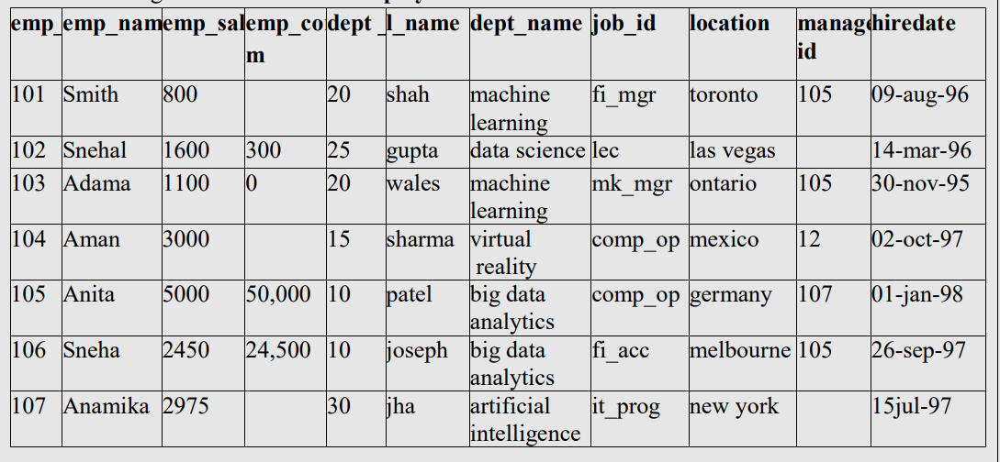 emp_ emp_nam emp_sal emp_co dept _ l_name dept_name job_id location manage hiredate
m id
101 Smith 800 20 shah machine fi_mgr toronto 105 09-aug-96
learning
102 Snehal 1600 300 25 gupta data science lec las vegas 14-mar-96
103 Adama 1100 0 20 wales machine mk_mgr ontario 105 30-nov-95
learning
104 Aman 3000 15 sharma virtual comp_op mexico 12 02-oct-97
reality
105 Anita 5000 50,000 10 patel big data comp_op germany 107 01-jan-98
analytics
106 Sneha 2450 24,500 10 joseph big data fi_acc melbourne 105 26-sep-97
analytics
107 Anamika 2975 30 jha artificial it_prog new york 15jul-97
intelligence